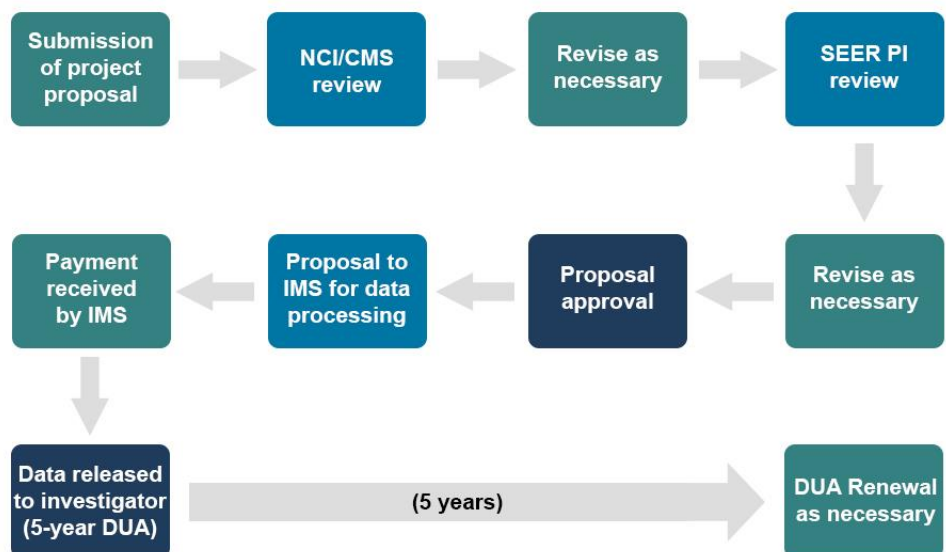 Submission
of project
proposal
NCI/CMS
review
Revise as
necessary
SEER PI
review
Revise as
necessary
Proposal
approval
Proposal to
IMS for data
processing
Payment
received
by IMS
Data released
to investigator
(5-year DUA)
(5 years)
DUA Renewal
as necessary